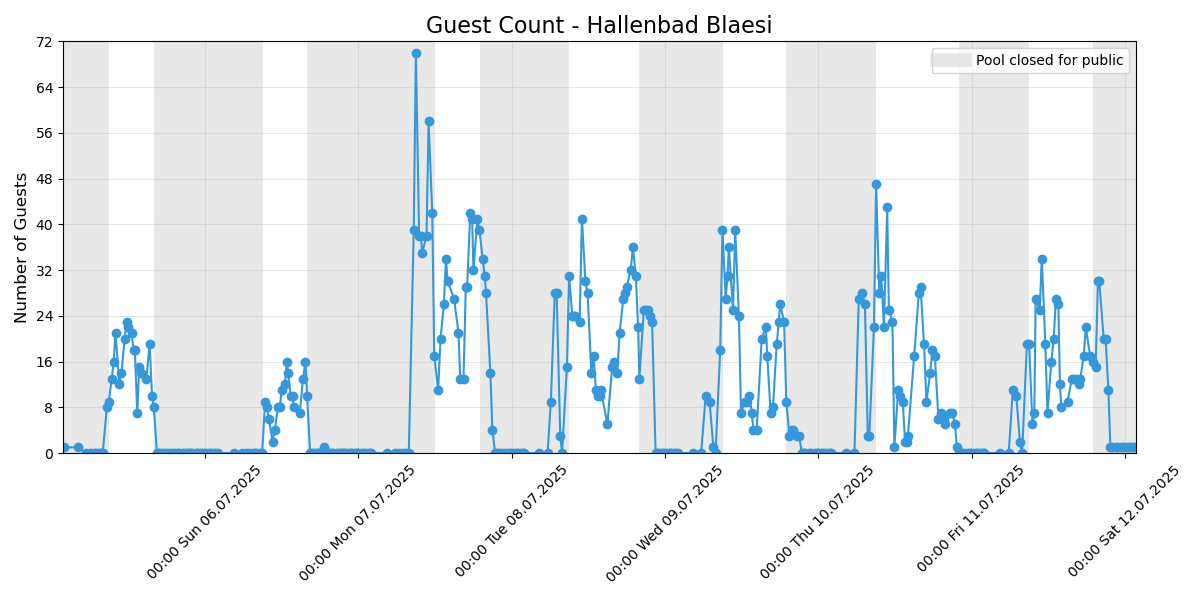 Guest Count - Hallenbad Blaesi
Pool closed for public
Number of Guests
72
64
56
48
40
32
24
16
8
0
00:00 Sun 06.07.2025
00:00 Mon 07.07.2025
00:00 Tue 08.07.2025
00:00 Wed 09.07.2025
00:00 Thu 10.07.2025
00:00 Fri 11.07.2025
00:00 Sat 12.07.2025